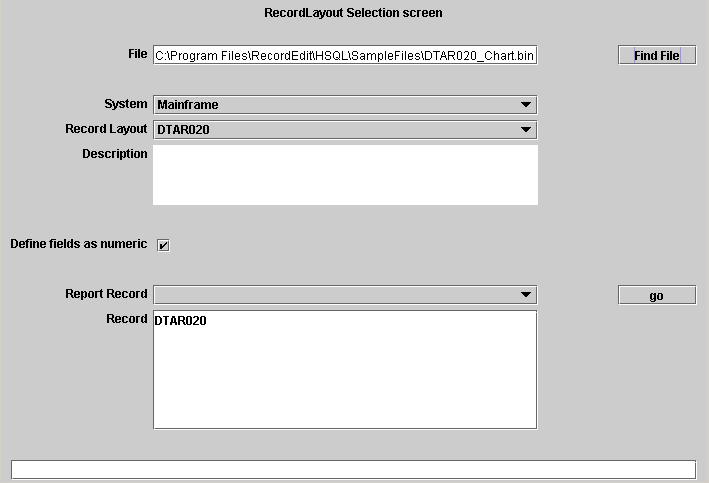 RecordLayout Selection screen
File C:\Program Files\RecordEdit\HSQL\SampleFiles\DTAR020_Chart.bin Find File
System Mainframe
Record Layout DTAR020
Description
Define fields as numeric
Report Record go
Record DTAR020